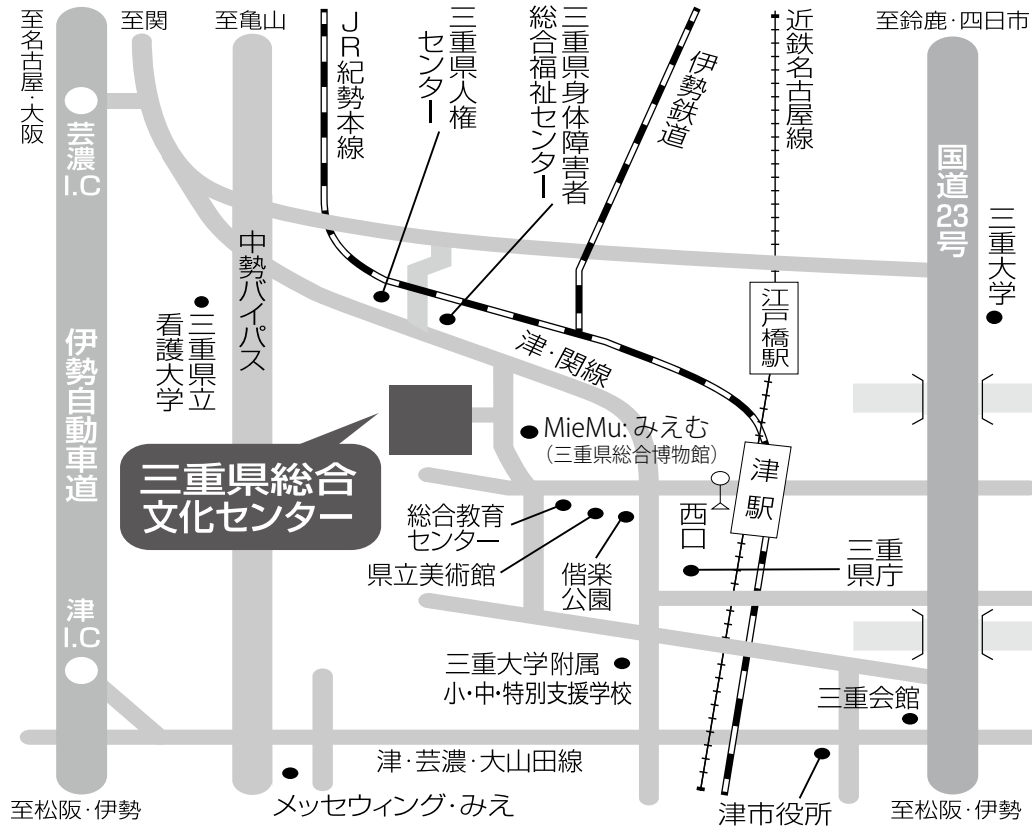 至名古屋・大阪
至関
至亀山
JR紀勢本線
三重県人権
センター
三重県身体障害者
総合福祉センター
伊勢鉄道
近鉄名古屋線
至鈴鹿・四日市
芸濃
I.C
国道23号
三重大学
中勢バイパス
三重県立
看護大学
江戸橋駅
伊勢自動車道
津・関線
MieMu: みえむ
（三重県総合博物館）
三重県総合
文化センター
津駅
西口
総合教育
センター
県立美術館
偕楽
公園
三重
県庁
津
I.C
三重大学附属
小・中・特別支援学校
三重会館
津・芸濃・大山田線
メッセウィング・みえ
津市役所
至松阪・伊勢
至松阪・伊勢